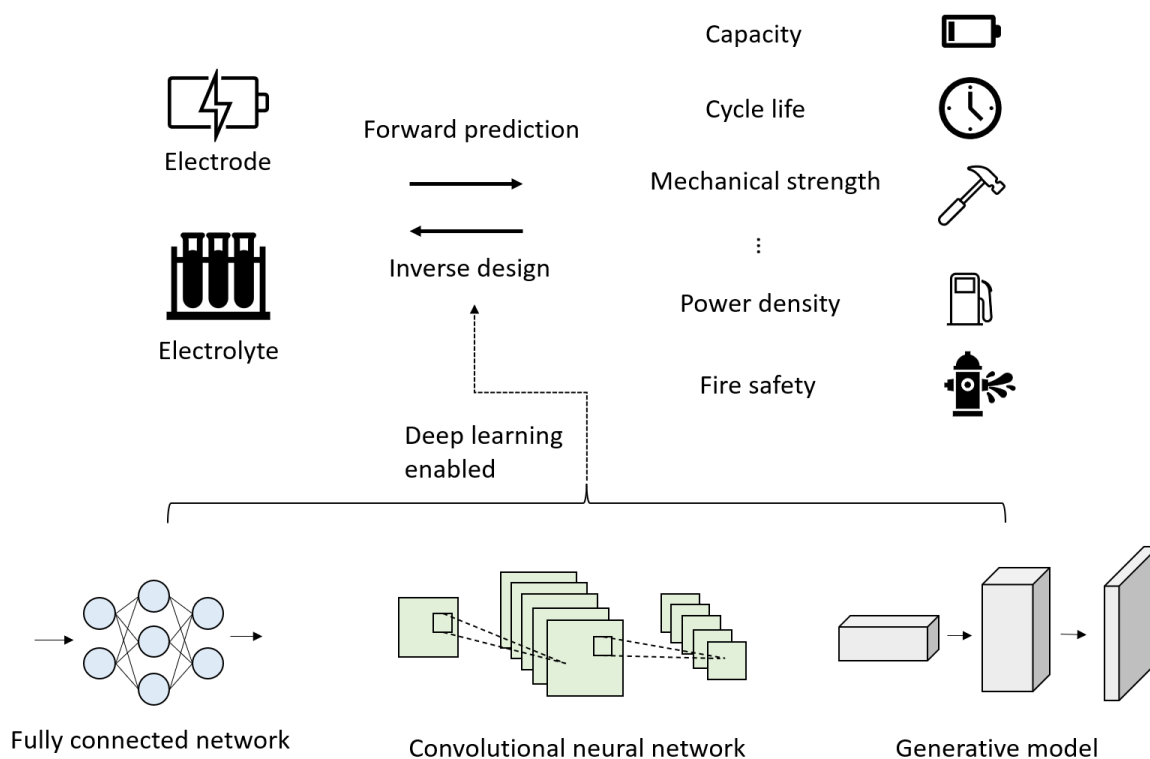 Capacity
Cycle life
Forward prediction
Electrode
Mechanical strength
⋮
Inverse design
Power density
Electrolyte
Fire safety
Deep learning
enabled
Fully connected network
Convolutional neural network
Generative model